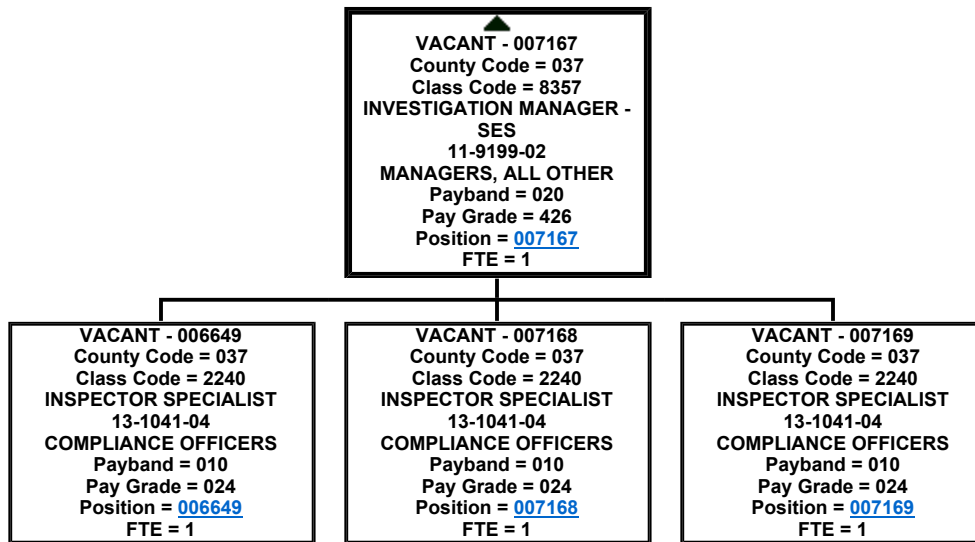 VACANT - 007167
County Code = 037
Class Code = 8357
INVESTIGATION MANAGER -
SES
11-9199-02
MANAGERS, ALL OTHER
Payband = 020
Pay Grade = 426
Position = 007167
FTE = 1
VACANT - 006649
County Code = 037
Class Code = 2240
INSPECTOR SPECIALIST
13-1041-04
COMPLIANCE OFFICERS
Payband = 010
Pay Grade = 024
Position = 006649
FTE = 1
VACANT - 007168
County Code = 037
Class Code = 2240
INSPECTOR SPECIALIST
13-1041-04
COMPLIANCE OFFICERS
Payband = 010
Pay Grade = 024
Position = 007168
FTE = 1
VACANT - 007169
County Code = 037
Class Code = 2240
INSPECTOR SPECIALIST
13-1041-04
COMPLIANCE OFFICERS
Payband = 010
Pay Grade = 024
Position = 007169
FTE = 1